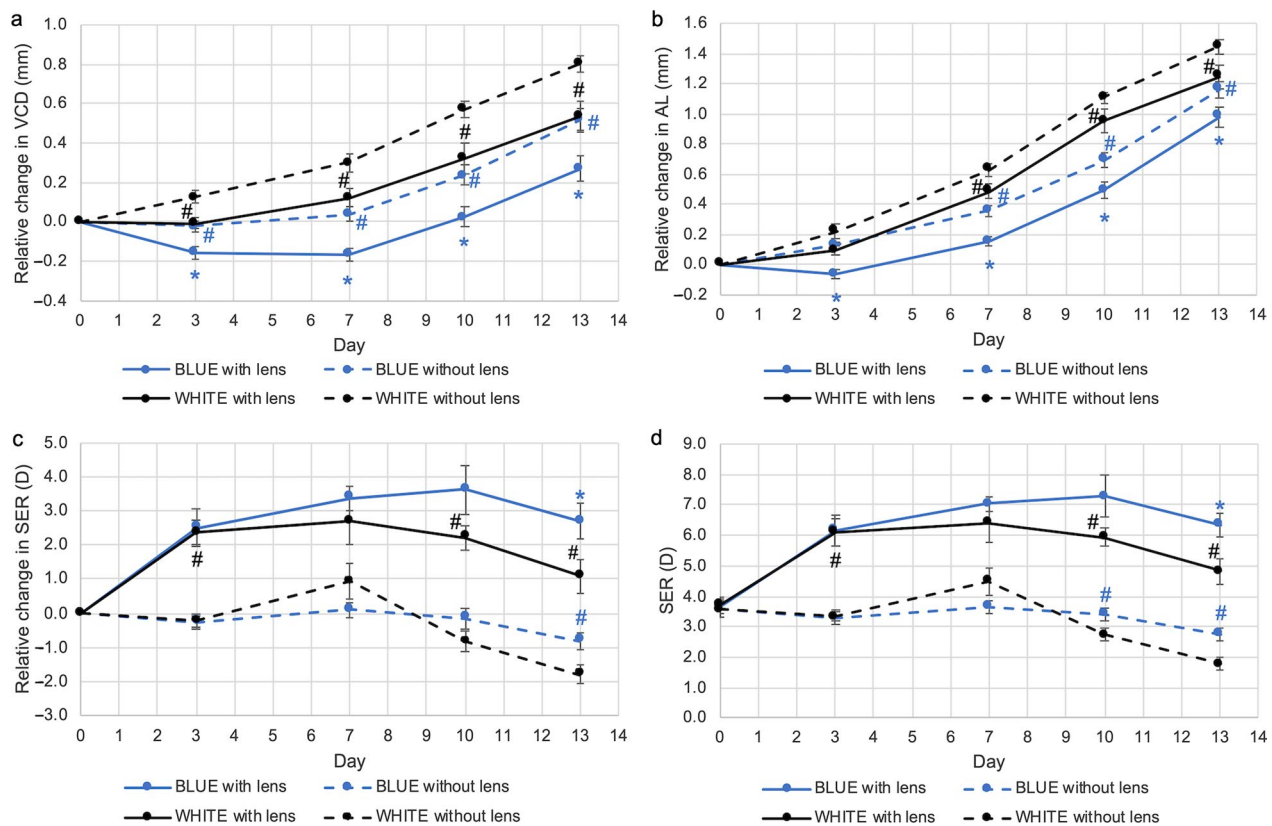 a
Relative change in VCD (mm)
1.0
0.8
0.6
0.4
0.2
0.0
−0.2
−0.4
# # # #
# # # #
* * * *
0 1 2 3 4 5 6 7 8 9 10 11 12 13 14
Day
BLUE with lens BLUE without lens
WHITE with lens WHITE without lens
b
Relative change in AL (mm)
1.6
1.4
1.2
1.0
0.8
0.6
0.4
0.2
0.0
−0.2
# # #
# # #
* * * *
0 1 2 3 4 5 6 7 8 9 10 11 12 13 14
Day
BLUE with lens BLUE without lens
WHITE with lens WHITE without lens
c
Relative change in SER (D)
5.0
4.0
3.0
2.0
1.0
0.0
−1.0
−2.0
−3.0
*
# # #
#
0 1 2 3 4 5 6 7 8 9 10 11 12 13 14
Day
BLUE with lens BLUE without lens
WHITE with lens WHITE without lens
d
SER (D)
9.0
8.0
7.0
6.0
5.0
4.0
3.0
2.0
1.0
0.0
*
# # #
# #
0 1 2 3 4 5 6 7 8 9 10 11 12 13 14
Day
BLUE with lens BLUE without lens
WHITE with lens WHITE without lens